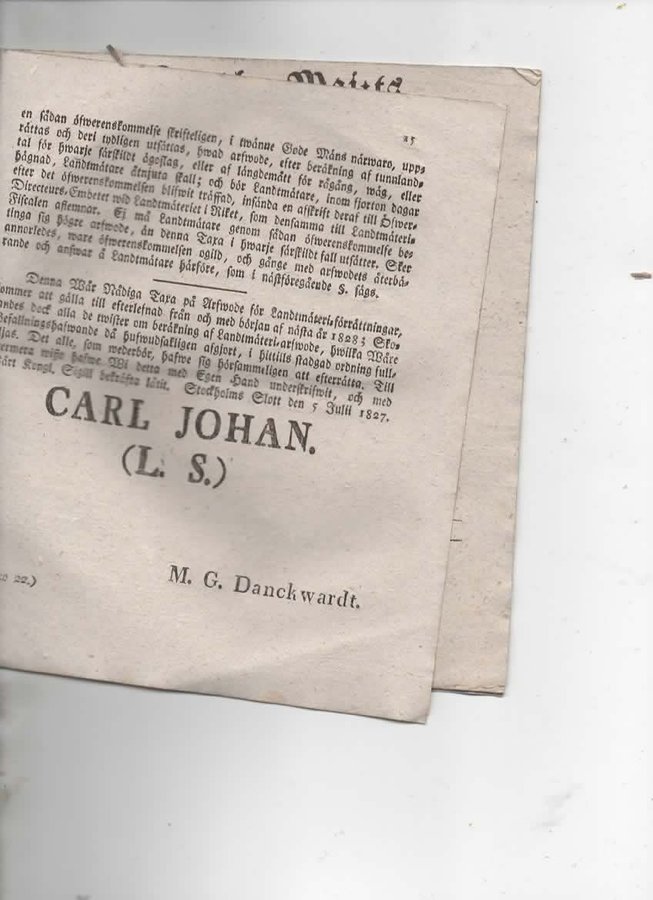 Majts
25
en sådan öfwerenskommelse skrifteligen, i twänne Gode Mäns närwaro, upp-
rättas och deri tydligen utsättas, hwad arfwode, efter beräkning af tunnland-
tal för hwarje särskildt ägoslag, eller af längdemått för rågång, wäg, eller
hägnad, Landtmätare åtnjuta skall; och bör Landtmätare, inom fjorton dagar
efter det öfwerenskommelsen blifwit träffad, insända en afskrift deraf till Öfwer-
Directeurs-Embetet wid Landtmäteriet i Riket, som densamma till Landtmäteri-
Fiscalen aflemnar. Ej må Landtmätare genom sådan öfwerenskommelse be-
tinga sig högre arfwode, än denna Taxa i hwarje särskildt fall utsätter. Sker
annorledes, ware öfwerenskommelsen ogild, och gånge med arfwodets återbä-
rande och answar å Landtmätare härföre, som i nästföregående §. sägs.
Denna Wår Nådiga Taxa på Arfwode för Landtmäteri-förrättningar,
kommer att gälla till efterlefnad från och med början af nästa år 1828; Sko-
landes dock alla de twister om beräkning af Landtmäteri-arfwode, hwilka Wåre
Befallningshafwande då hufwudsakligen afgjort, i hittills stadgad ordning full-
ljas. Det alle, som wederbör, hafwe sig hörsammeligen att efterrätta. Till
ermera wisso hafwe Wi detta med Egen Hand underskrifwit, och med
årt Kongl. Sigill bekräfta låtit. Stockholms Slott den 5 Julii 1827.
CARL JOHAN.
(L. S.)
M. G. Danckwardt.
22.)